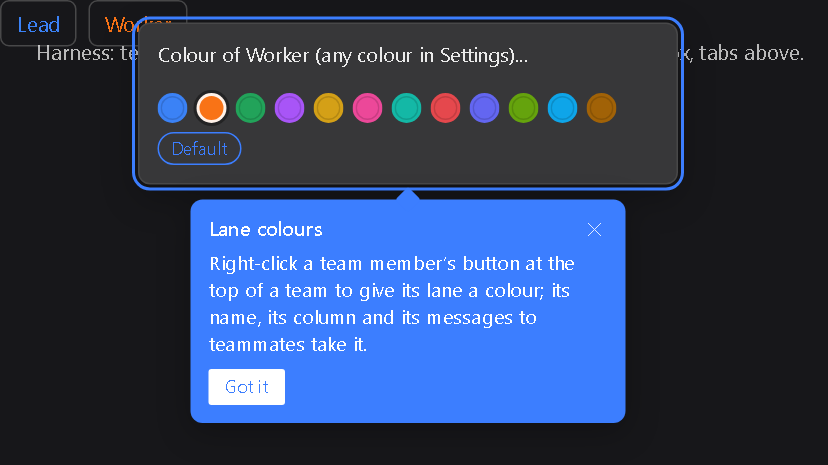 Lead
Worker
Harness: te
x, tabs above.
Colour of Worker (any colour in Settings)...
Default
Lane colours
Right-click a team member's button at the
top of a team to give its lane a colour; its
name, its column and its messages to
teammates take it.
Got it